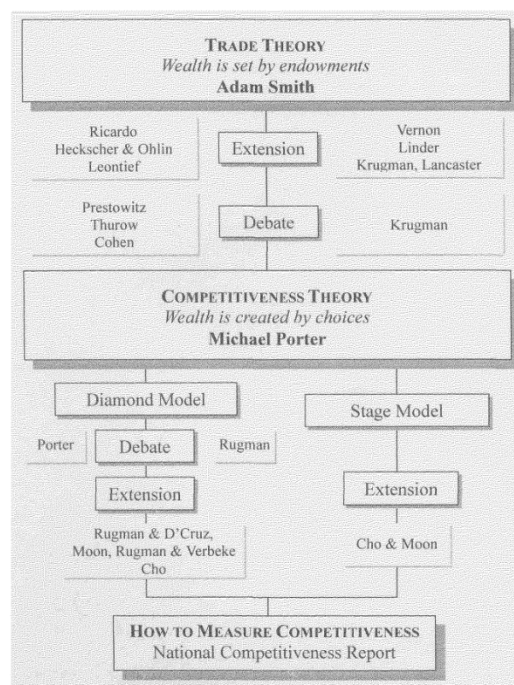 TRADE THEORY
Wealth is set by endowments
Adam Smith
Ricardo
Heckscher & Ohlin
Leontief
Extension
Vernon
Linder
Krugman, Lancaster
Prestowitz
Thurow
Cohen
Debate
Krugman
COMPETITIVENESS THEORY
Wealth is created by choices
Michael Porter
Diamond Model
Stage Model
Porter
Debate
Rugman
Extension
Extension
Rugman & D'Cruz,
Moon, Rugman & Verbeke
Cho
Cho & Moon
HOW TO MEASURE COMPETITIVENESS
National Competitiveness Report